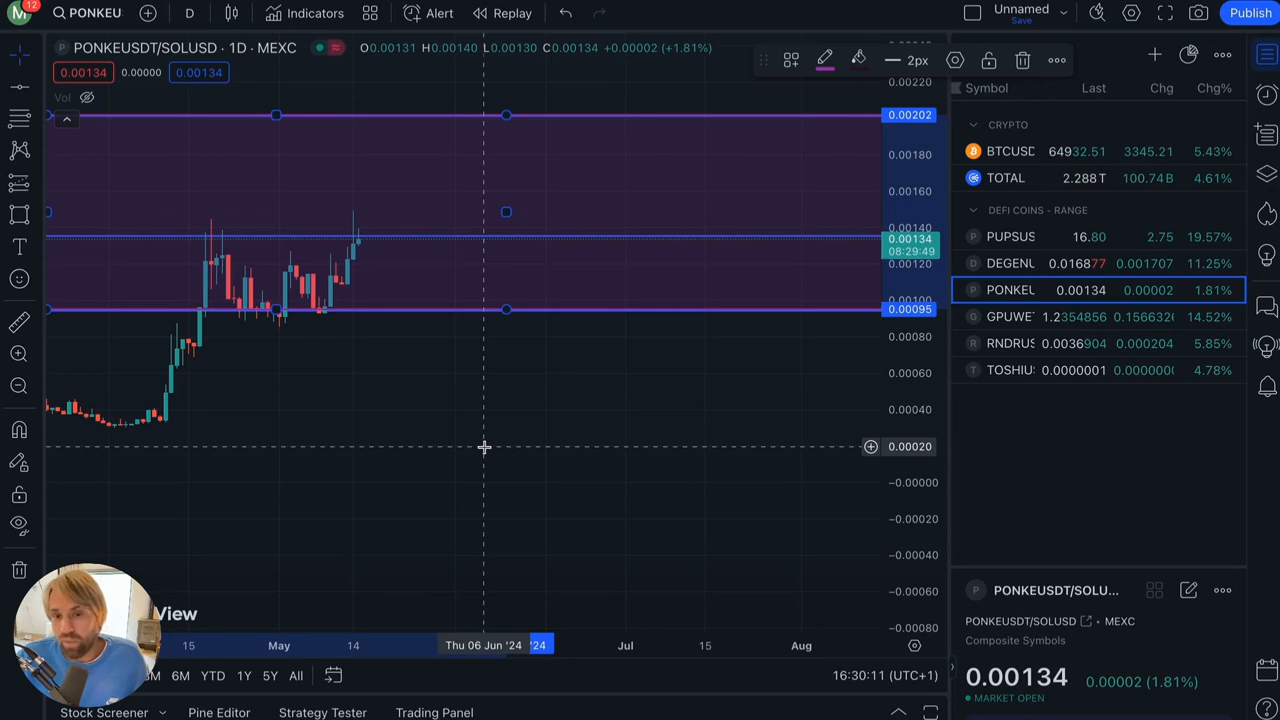 M 12 PONKEU D Indicators Alert Replay Unnamed Save Publish
PONKEUSDT/SOLUSD · 1D · MEXC O0.00131 H0.00140 L0.00130 C0.00134 +0.00002 (+1.81%)
0.00134 0.00000 0.00134
Vol
2px
0.00220
0.00202
0.00180
0.00160
0.00140
0.00134
08:29:49
0.00120
0.00100
0.00095
0.00080
0.00060
0.00040
0.00020
−0.00000
−0.00020
−0.00040
−0.00060
−0.00080
Symbol Last Chg Chg%
CRYPTO
BTCUSD 64932.51 3345.21 5.43%
TOTAL 2.288 T 100.74B 4.61%
DEFI COINS - RANGE
PUPSUS 16.80 2.75 19.57%
DEGENU 0.016877 0.001707 11.25%
PONKEU 0.00134 0.00002 1.81%
GPUWE 1.2354856 0.156632 14.52%
RNDRUS 0.0036904 0.000204 5.85%
TOSHIU 0.0000001 0.0000000 4.78%
View
15 May 14 Thu 06 Jun '24 '24 Jul 15 Aug
6M YTD 1Y 5Y All 16:30:11 (UTC+1)
Stock Screener Pine Editor Strategy Tester Trading Panel
PONKEUSDT/SOLU...
PONKEUSDT/SOLUSD • MEXC
Composite Symbols
0.00134 0.00002 (1.81%)
MARKET OPEN